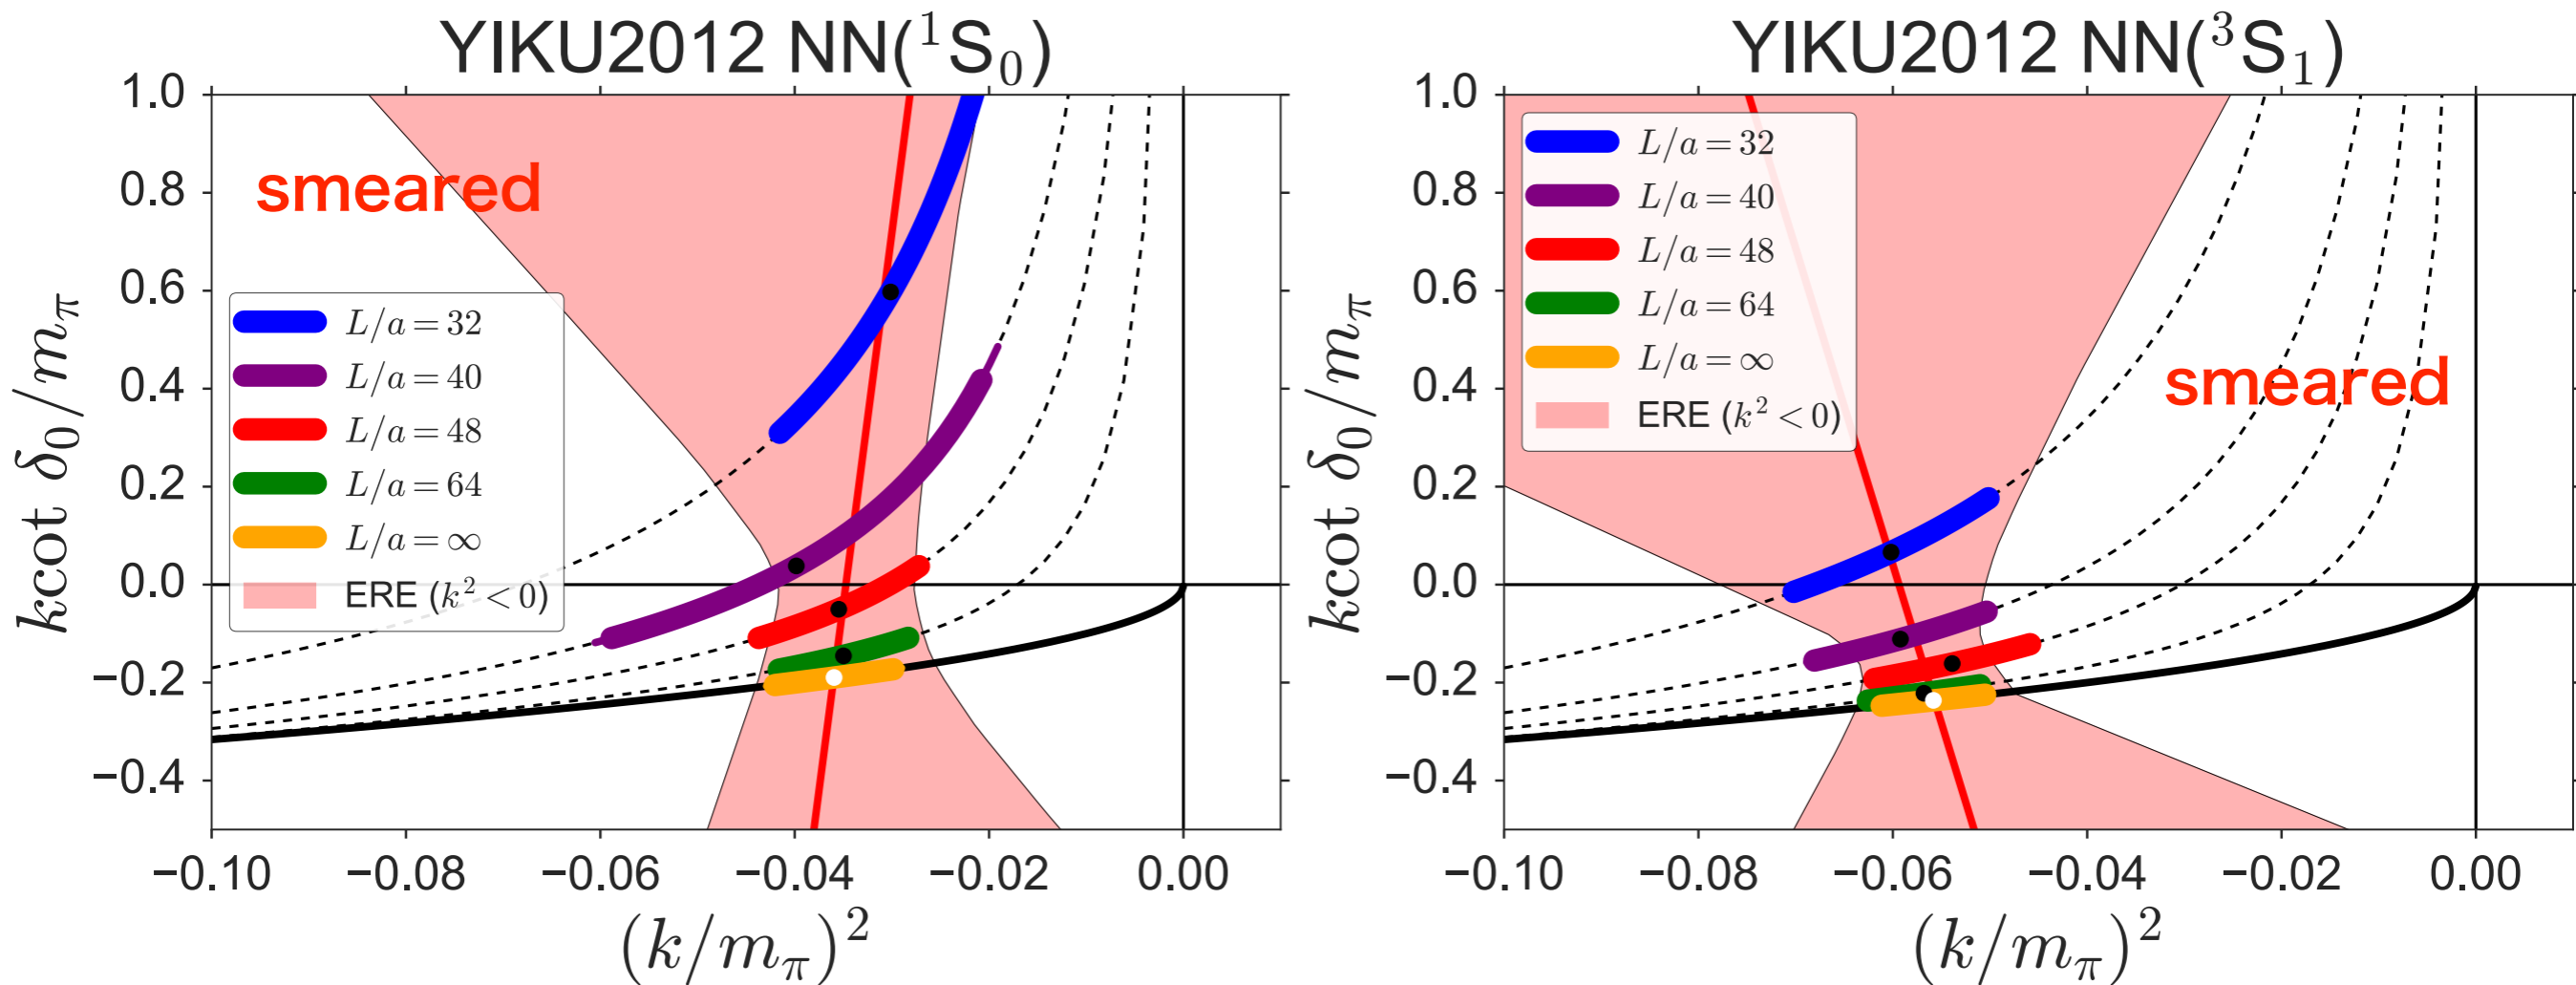 YIKU2012 NN(¹S₀)
1.0
0.8
0.6
0.4
0.2
0.0
−0.2
−0.4
kcot δ₀/m_π
smeared
L/a = 32
L/a = 40
L/a = 48
L/a = 64
L/a = ∞
ERE (k² < 0)
−0.10
−0.08
−0.06
−0.04
−0.02
0.00
(k/m_π)²
YIKU2012 NN(³S₁)
1.0
0.8
0.6
0.4
0.2
0.0
−0.2
−0.4
kcot δ₀/m_π
L/a = 32
L/a = 40
L/a = 48
L/a = 64
L/a = ∞
ERE (k² < 0)
smeared
−0.10
−0.08
−0.06
−0.04
−0.02
0.00
(k/m_π)²